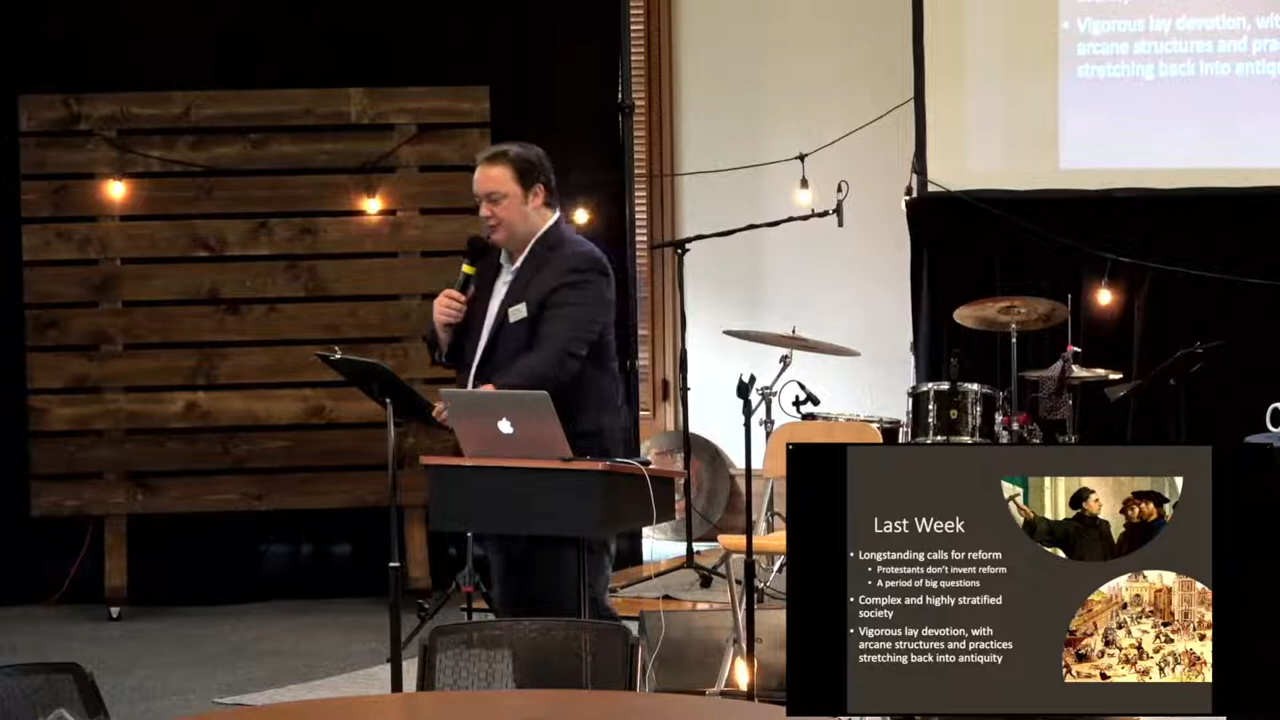 Vigorous lay devotion, wit
arcane structures and pra
stretching back into antiq
Last Week
• Longstanding calls for reform
• Protestants don't invent reform
• A period of big questions
• Complex and highly stratified
society
• Vigorous lay devotion, with
arcane structures and practices
stretching back into antiquity